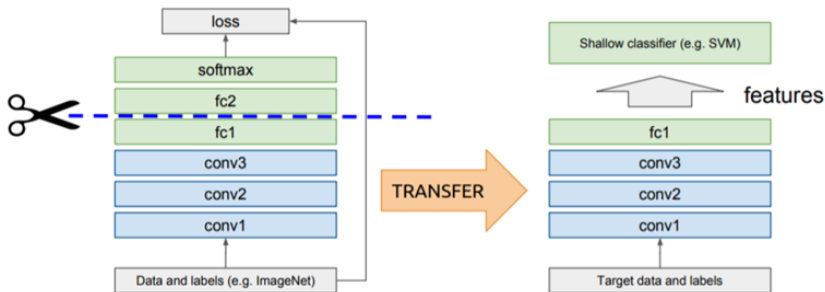 loss
softmax
fc2
fc1
conv3
conv2
conv1
Data and labels (e.g. ImageNet)
TRANSFER
Shallow classifier (e.g. SVM)
features
fc1
conv3
conv2
conv1
Target data and labels